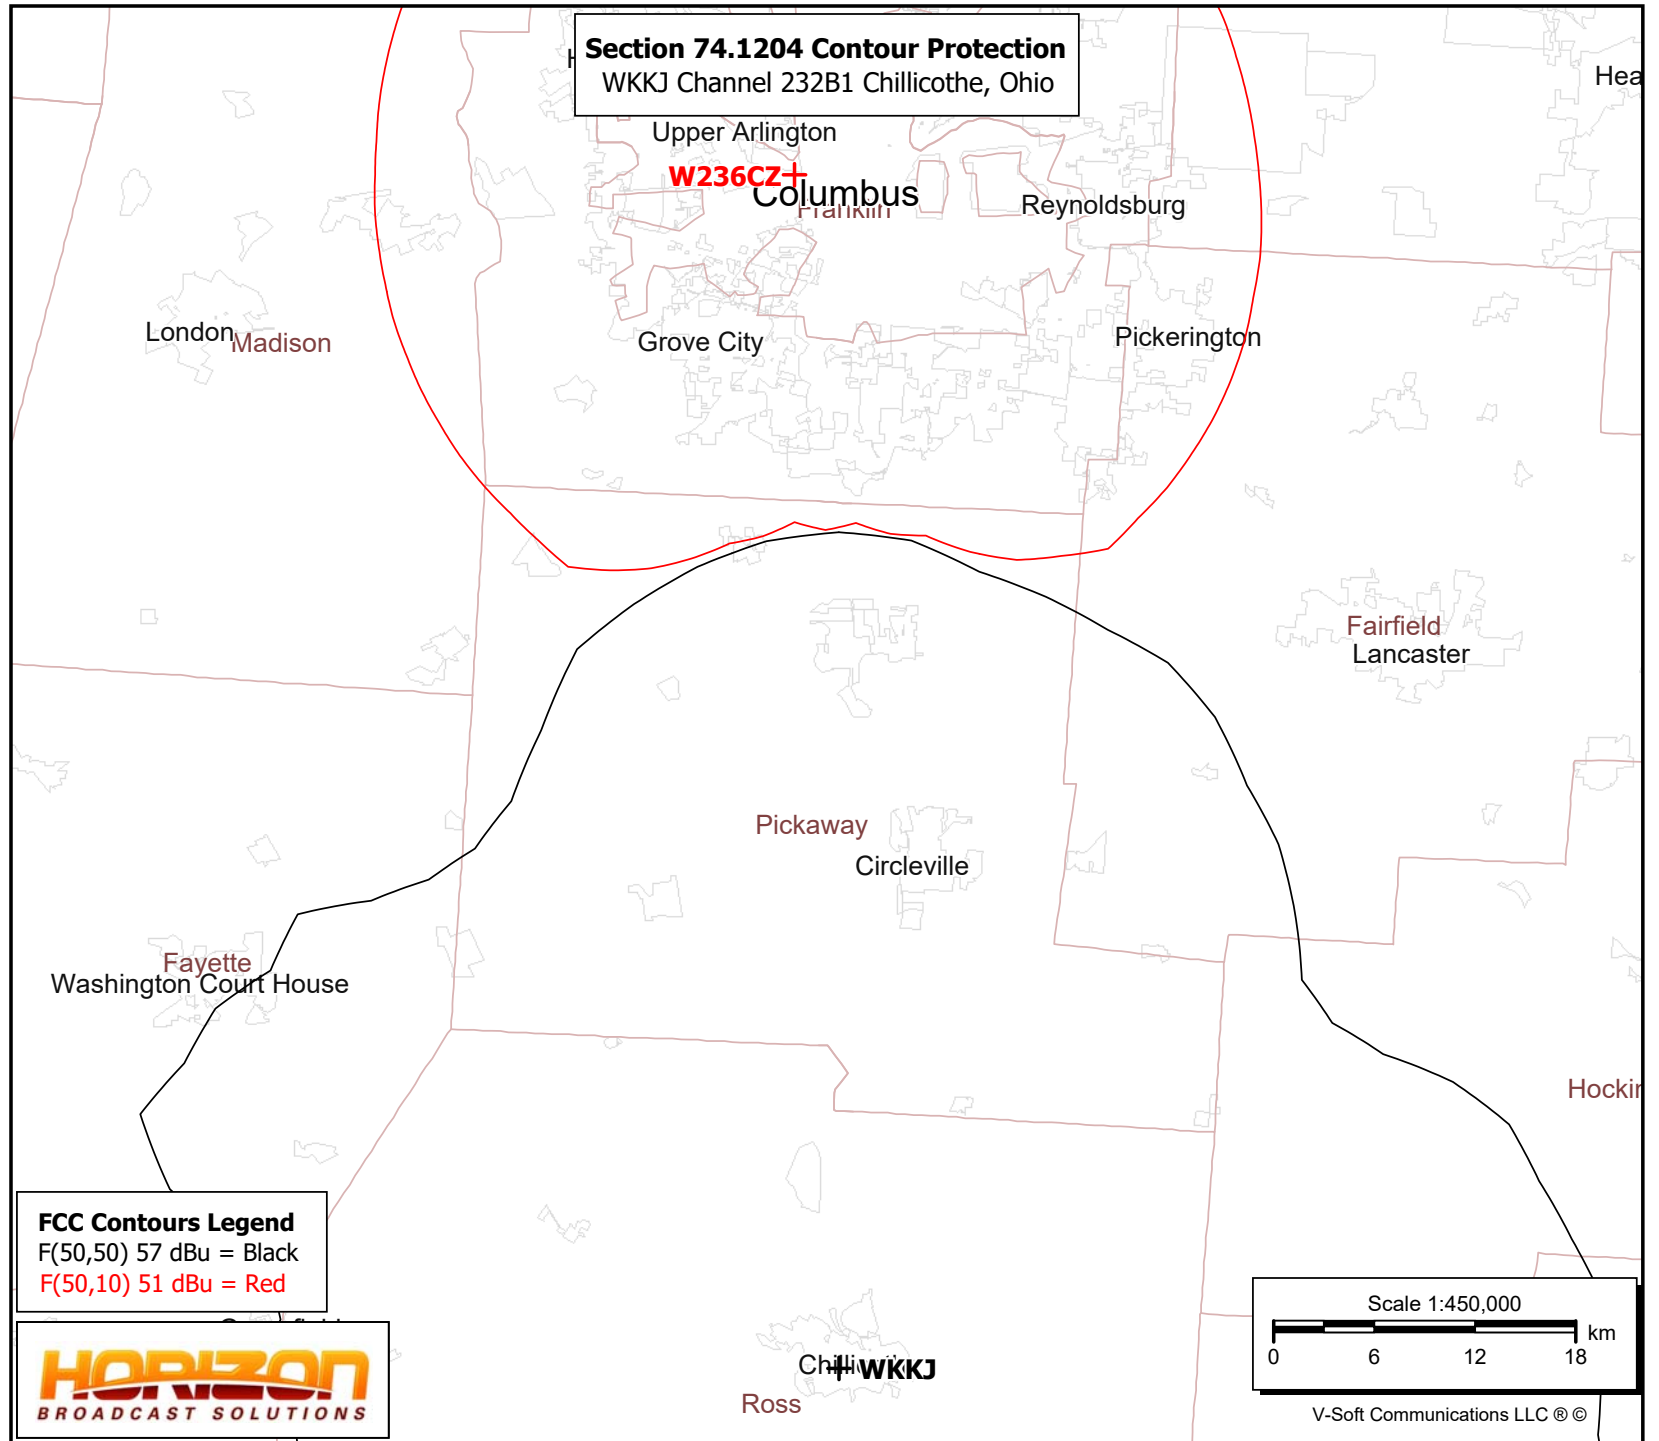 Section 74.1204 Contour Protection
WKKJ Channel 232B1 Chillicothe, Ohio
Hea
Upper Arlington
W236CZ
Columbus
Franklin
Reynoldsburg
London
Madison
Grove City
Pickerington
Fairfield
Lancaster
Pickaway
Circleville
Fayette
Washington Court House
Hockin
FCC Contours Legend
F(50,50) 57 dBu = Black
F(50,10) 51 dBu = Red
Scale 1:450,000
km
0 6 12 18
HORIZON
BROADCAST SOLUTIONS
WKKJ
Ross
V-Soft Communications LLC ® ©